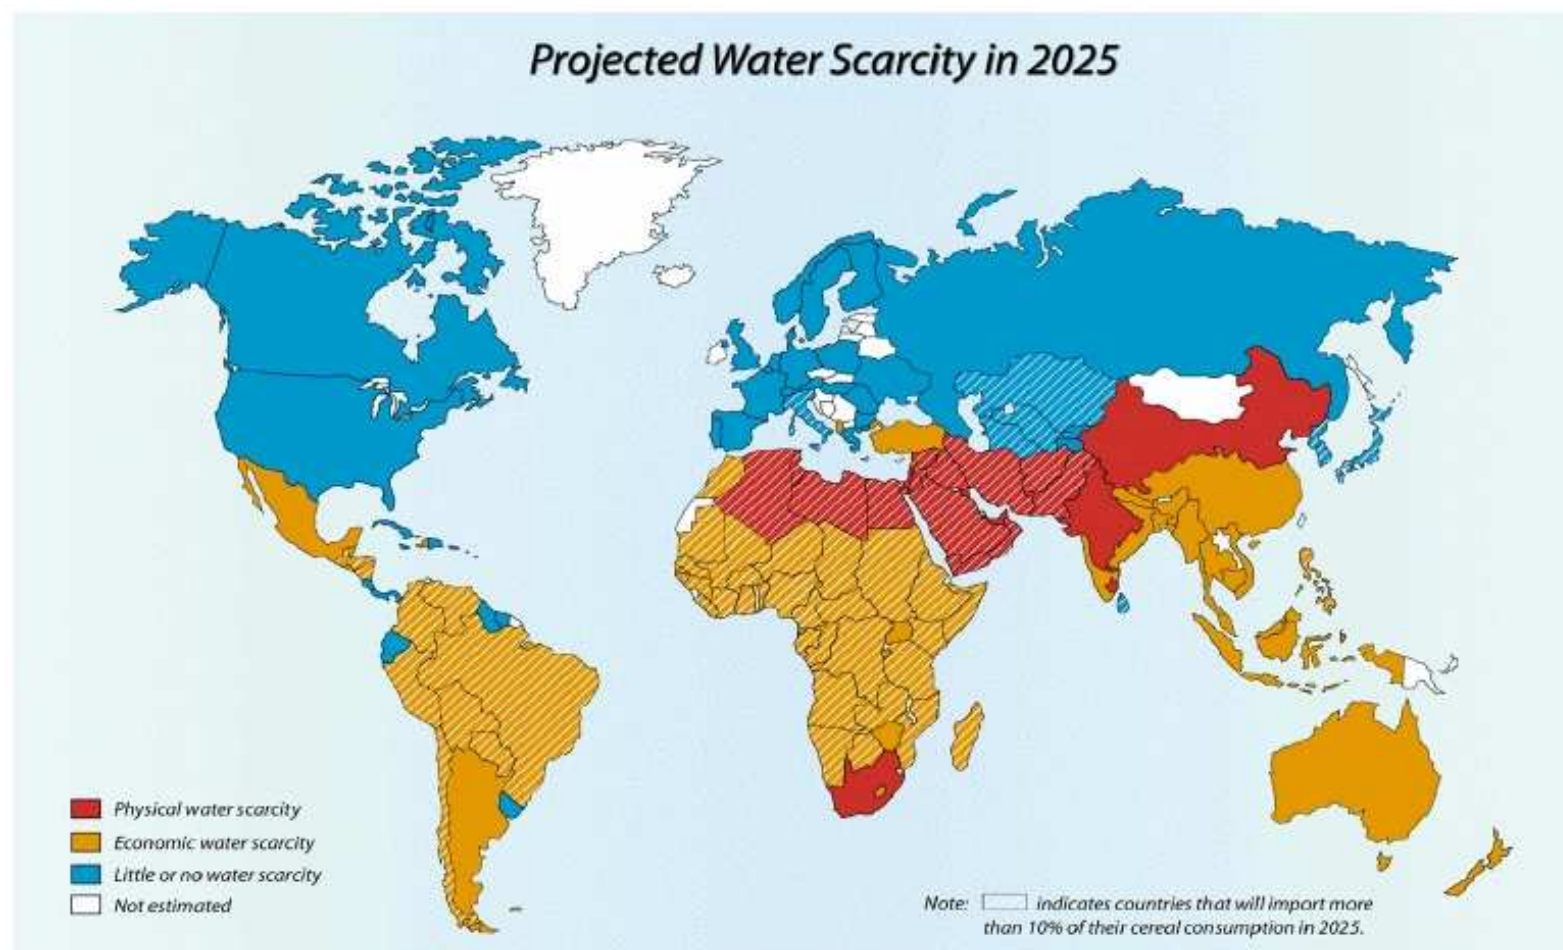 Projected Water Scarcity in 2025
Physical water scarcity
Economic water scarcity
Little or no water scarcity
Not estimated
Note: indicates countries that will import more
than 10% of their cereal consumption in 2025.